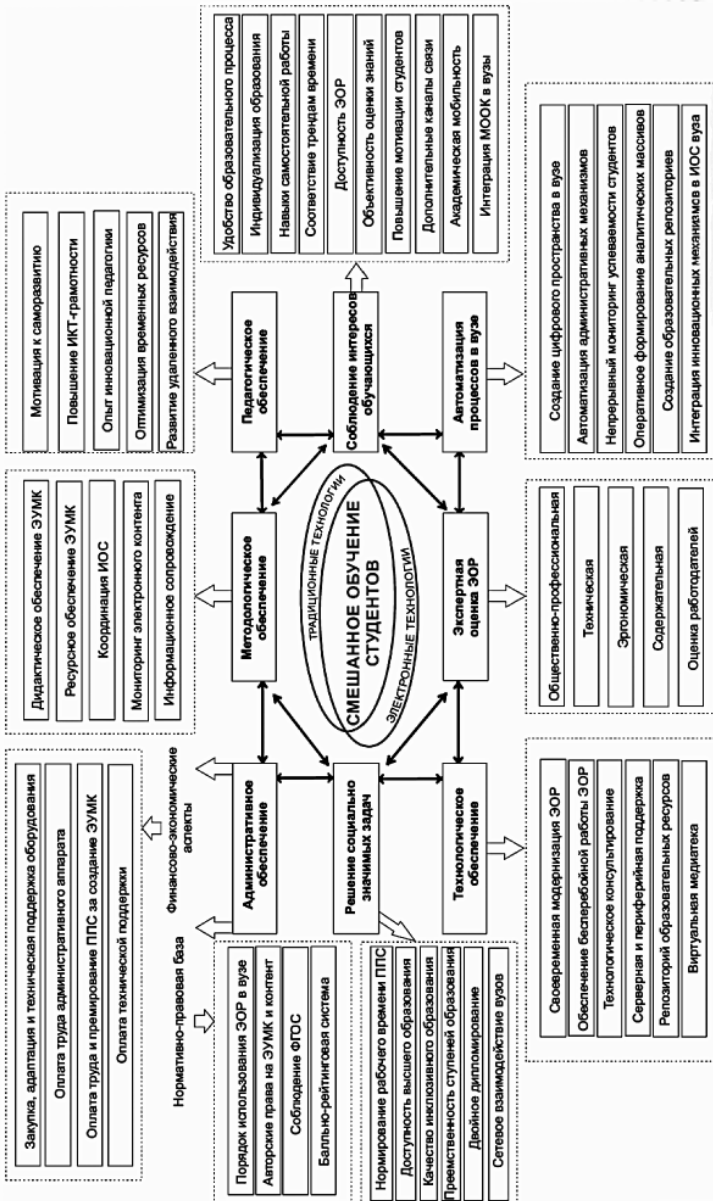 Закупка, адаптация и техническая поддержка оборудования
Оплата труда административного аппарата
Оплата труда и премирование ППС за создание ЭУМК
Оплата технической поддержки
Нормативно-правовая база
Финансово-экономические
аспекты
Дидактическое обеспечение ЭУМК
Ресурсное обеспечение ЭУМК
Координация ИОС
Мониторинг электронного контента
Информационное сопровождение
Мотивация к саморазвитию
Повышение ИКТ-грамотности
Опыт инновационной педагогики
Оптимизация временных ресурсов
Развитие удаленного взаимодействия
Порядок использования ЭОР в вузе
Авторские права на ЭУМК и контент
Соблюдение ФГОС
Балльно-рейтинговая система
Административное
обеспечение
Методологическое
обеспечение
Педагогическое
обеспечение
Удобство образовательного процесса
Индивидуализация образования
Навыки самостоятельной работы
Соответствие трендам времени
Доступность ЭОР
Объективность оценки знаний
Повышение мотивации студентов
Дополнительные каналы связи
Академическая мобильность
Интеграция МООК в вузы
Решение социально
значимых задач
ТРАДИЦИОННЫЕ ТЕХНОЛОГИИ
СМЕШАННОЕ ОБУЧЕНИЕ
СТУДЕНТОВ
ЭЛЕКТРОННЫЕ ТЕХНОЛОГИИ
Соблюдение интересов
обучающихся
Нормирование рабочего времени ППС
Доступность высшего образования
Качество инклюзивного образования
Преемственность ступеней образования
Двойное дипломирование
Сетевое взаимодействие вузов
Технологическое
обеспечение
Экспертная
оценка ЭОР
Автоматизация
процессов в вузе
Своевременная модернизация ЭОР
Обеспечение бесперебойной работы ЭОР
Технологическое консультирование
Серверная и периферийная поддержка
Репозиторий образовательных ресурсов
Виртуальная медиатека
Общественно-профессиональная
Техническая
Эргономическая
Содержательная
Оценка работодателей
Создание цифрового пространства в вузе
Автоматизация административных механизмов
Непрерывный мониторинг успеваемости студентов
Оперативное формирование аналитических массивов
Создание образовательных репозиториев
Интеграция инновационных механизмов в ИОС вуза